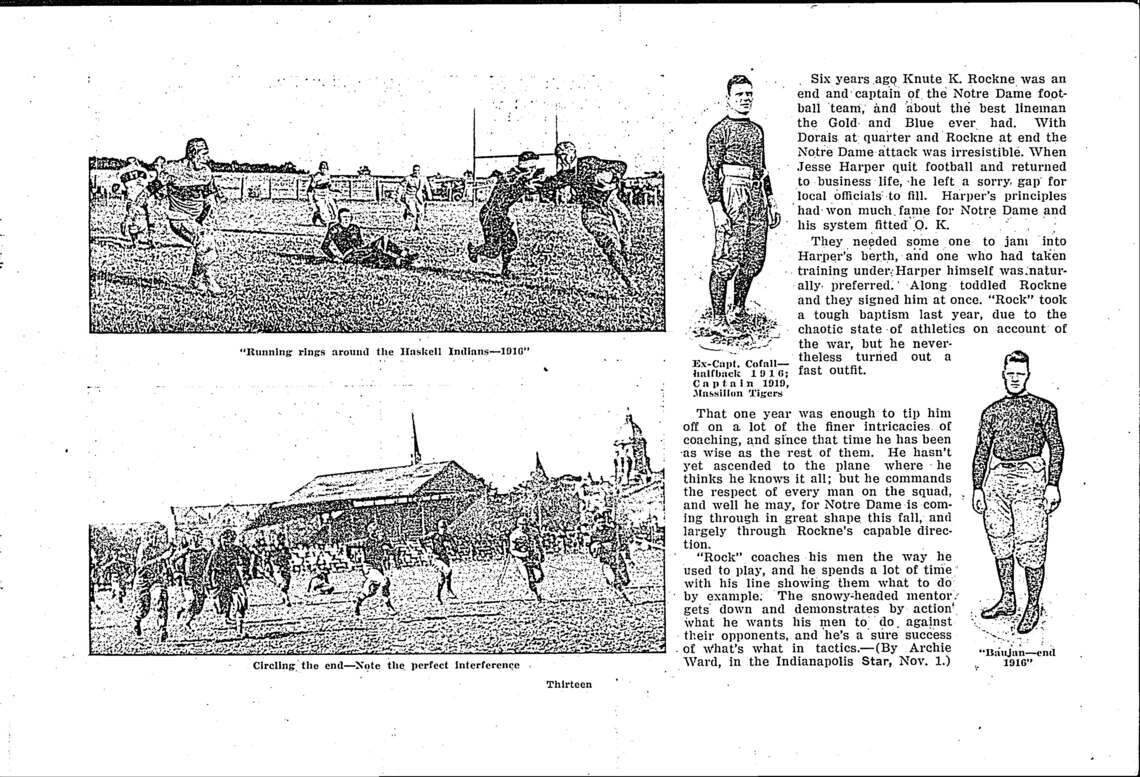 "Running rings around the Haskell Indians—1916"
Circling the end—Note the perfect interference
Ex-Capt. Cofall—
halfback 1916;
Captain 1919,
Massillon Tigers
Six years ago Knute K. Rockne was an
end and captain of the Notre Dame foot-
ball team, and about the best lineman
the Gold and Blue ever had. With
Dorais at quarter and Rockne at end the
Notre Dame attack was irresistible. When
Jesse Harper quit football and returned
to business life, he left a sorry gap for
local officials to fill. Harper's principles
had won much fame for Notre Dame and
his system fitted O. K.
They needed some one to jam into
Harper's berth, and one who had taken
training under Harper himself was natur-
ally preferred. Along toddled Rockne
and they signed him at once. "Rock" took
a tough baptism last year, due to the
chaotic state of athletics on account of
the war, but he never-
theless turned out a
fast outfit.
That one year was enough to tip him
off on a lot of the finer intricacies of
coaching, and since that time he has been
as wise as the rest of them. He hasn't
yet ascended to the plane where he
thinks he knows it all; but he commands
the respect of every man on the squad,
and well he may, for Notre Dame is com-
ing through in great shape this fall, and
largely through Rockne's capable direc-
tion.
"Rock" coaches his men the way he
used to play, and he spends a lot of time
with his line showing them what to do
by example. The snowy-headed mentor
gets down and demonstrates by action
what he wants his men to do against
their opponents, and he's a sure success
of what's what in tactics.—(By Archie
Ward, in the Indianapolis Star, Nov. 1.)
"Baujan—end
1916"
Thirteen